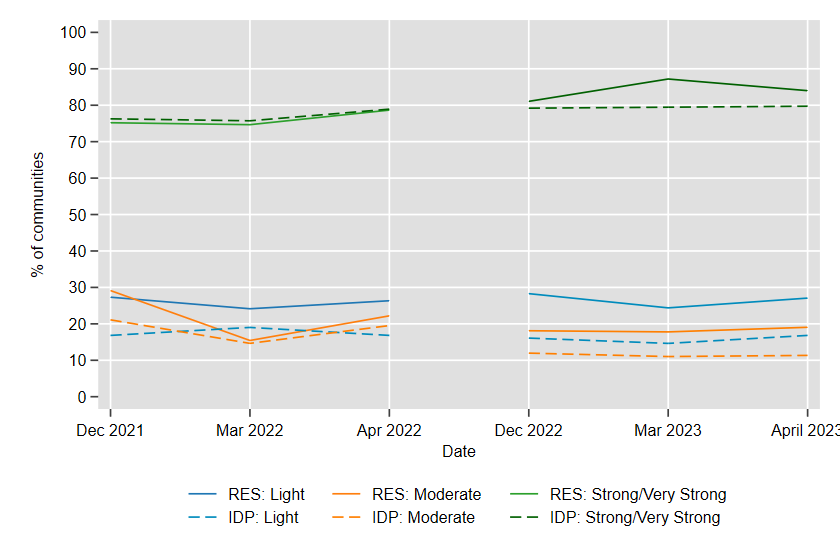 100
90
80
70
60
50
40
30
20
10
0
% of communities
Dec 2021 Mar 2022 Apr 2022 Dec 2022 Mar 2023 April 2023
Date
RES: Light RES: Moderate RES: Strong/Very Strong
IDP: Light IDP: Moderate IDP: Strong/Very Strong